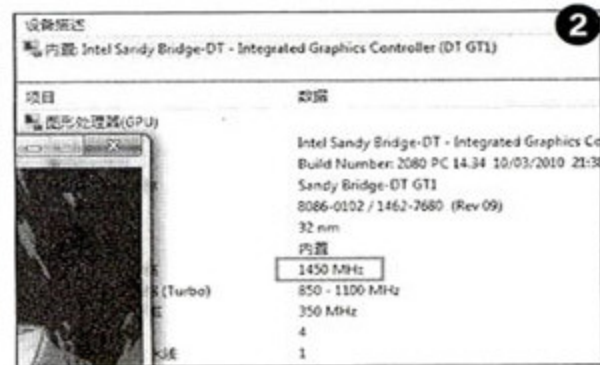 2
设备描述
内置: Intel Sandy Bridge-DT - Integrated Graphics Controller (DT GT1)
项目 数据
图形处理器(GPU)
Intel Sandy Bridge-DT - Integrated Graphics Co
Build Number: 2080 PC 14.34 10/03/2010 21:38
Sandy Bridge-DT GT1
8086-0102 / 1462-7680 (Rev 09)
32 nm
内置
1450 MHz
(Turbo) 850 - 1100 MHz
350 MHz
4
1